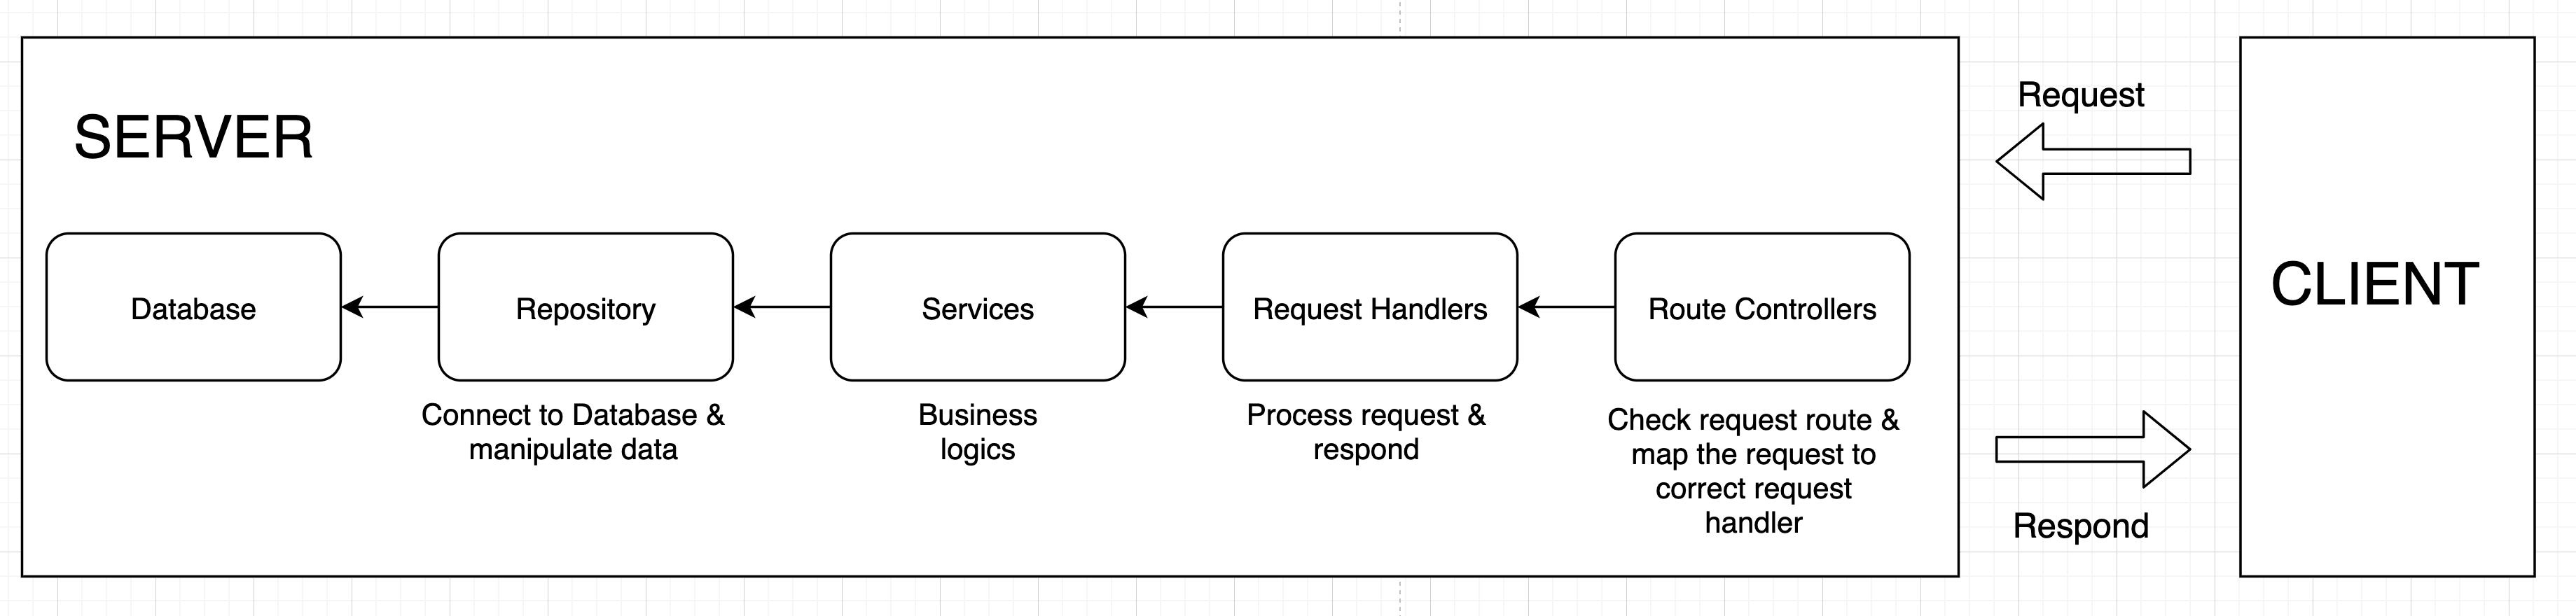 SERVER
Request
CLIENT
Database
Repository
Services
Request Handlers
Route Controllers
Connect to Database &
manipulate data
Business
logics
Process request &
respond
Check request route &
map the request to
correct request
handler
Respond